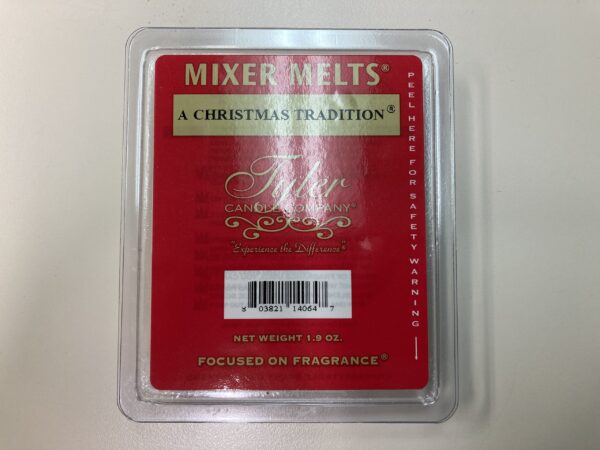 MIXER MELTS®
A CHRISTMAS TRADITION®
Tyler
CANDLE COMPANY®
"Experience the Difference"®
03821 14064 7
NET WEIGHT 1.9 OZ.
FOCUSED ON FRAGRANCE®
PEEL HERE FOR SAFETY WARNING